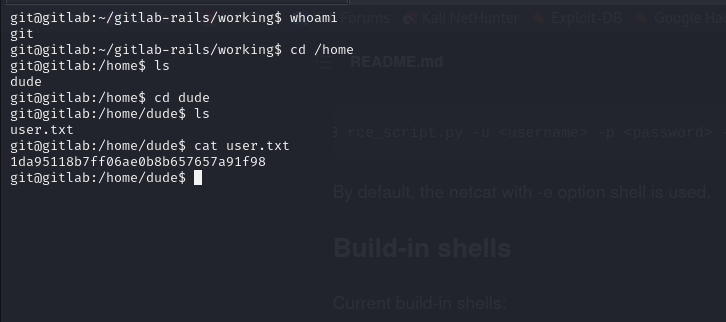 git@gitlab:~/gitlab-rails/working$ whoami
Forums Kali NetHunter Exploit-DB Google Ha
git
git@gitlab:~/gitlab-rails/working$ cd /home
git@gitlab:/home$ ls
README.md
dude
git@gitlab:/home$ cd dude
git@gitlab:/home/dude$ ls
user.txt
rce_script.py -u <username> -p <password>
git@gitlab:/home/dude$ cat user.txt
1da95118b7ff06ae0b8b657657a91f98
git@gitlab:/home/dude$
By default, the netcat with -e option shell is used.
Build-in shells
Current build-in shells: